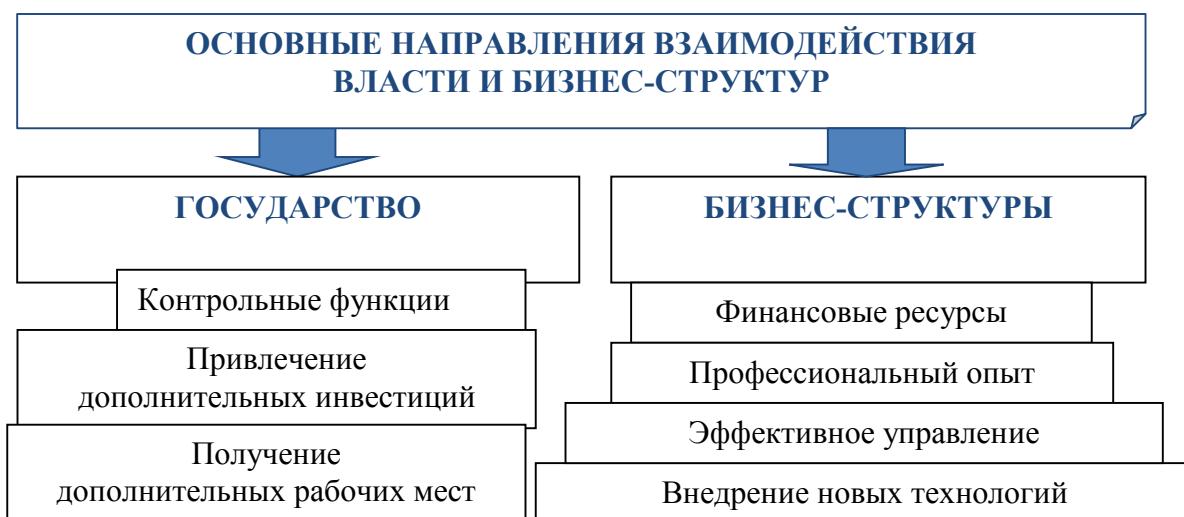 ОСНОВНЫЕ НАПРАВЛЕНИЯ ВЗАИМОДЕЙСТВИЯ
ВЛАСТИ И БИЗНЕС-СТРУКТУР
ГОСУДАРСТВО
Контрольные функции
Привлечение
дополнительных инвестиций
Получение
дополнительных рабочих мест
БИЗНЕС-СТРУКТУРЫ
Финансовые ресурсы
Профессиональный опыт
Эффективное управление
Внедрение новых технологий